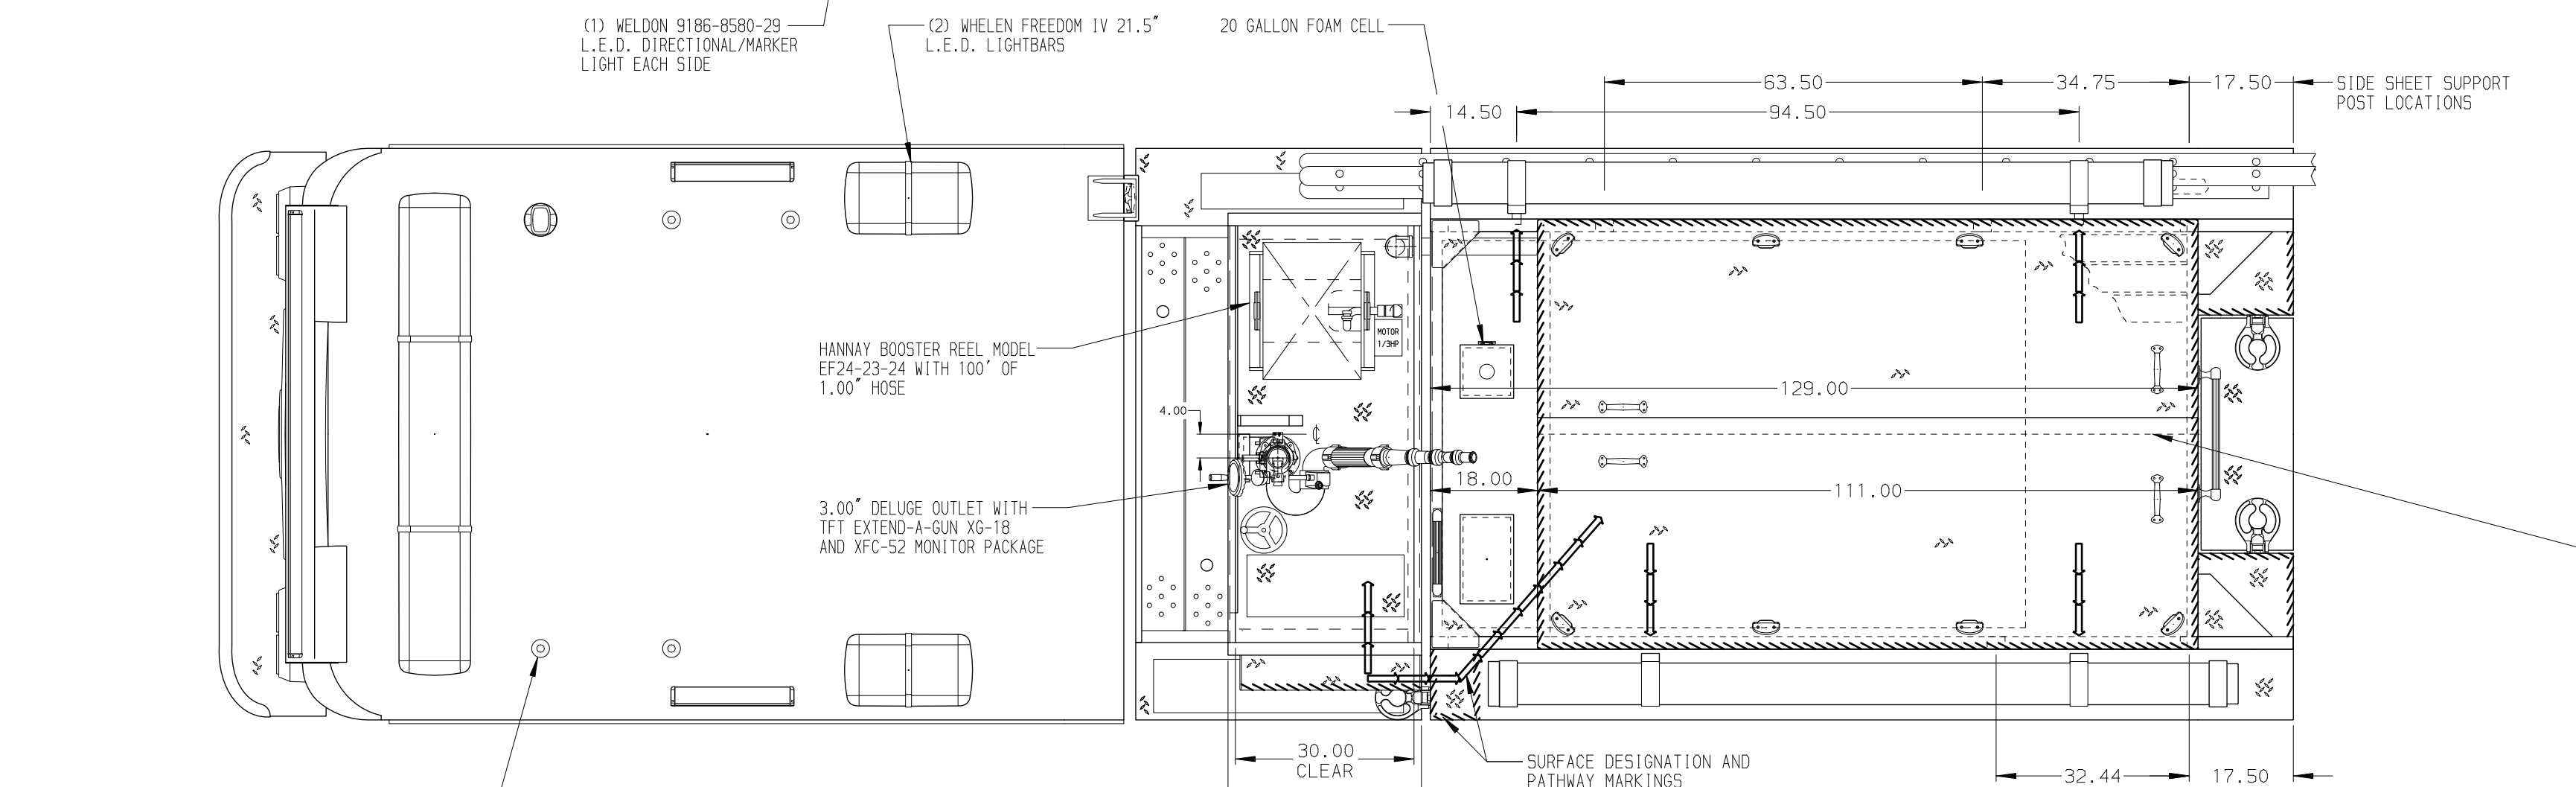 (1) WELDON 9186-8580-29
L.E.D. DIRECTIONAL/MARKER
LIGHT EACH SIDE
(2) WHELEN FREEDOM IV 21.5"
L.E.D. LIGHTBARS
20 GALLON FOAM CELL
63.50
34.75
17.50
SIDE SHEET SUPPORT
POST LOCATIONS
14.50
94.50
MOTOR
1/3HP
HANNAY BOOSTER REEL MODEL
EF24-23-24 WITH 100' OF
1.00" HOSE
129.00
4.00
℄
18.00
111.00
3.00" DELUGE OUTLET WITH
TFT EXTEND-A-GUN XG-18
AND XFC-52 MONITOR PACKAGE
30.00
CLEAR
SURFACE DESIGNATION AND
PATHWAY MARKINGS
32.44
17.50